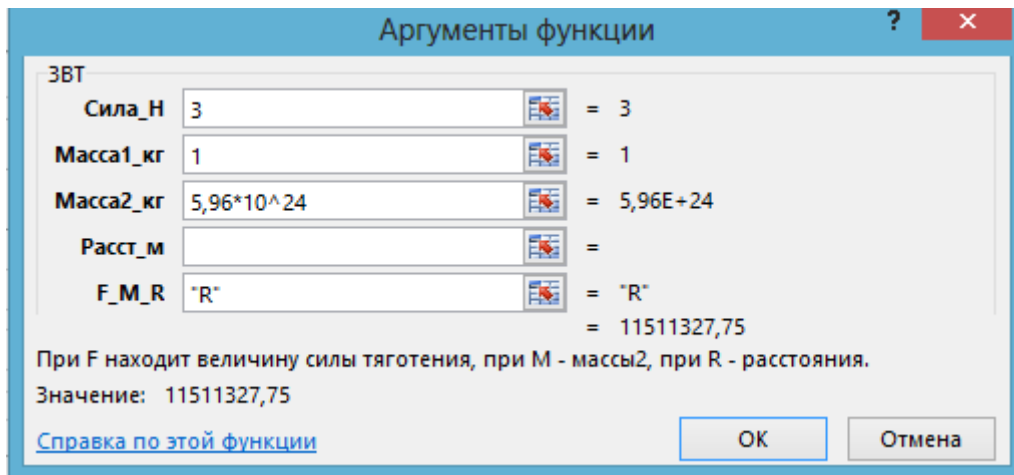 Аргументы функции ? ×
ЗВТ
Сила_Н 3 = 3
Масса1_кг 1 = 1
Масса2_кг 5,96*10^24 = 5,96E+24
Расст_м =
F_M_R "R" = "R"
= 11511327,75
При F находит величину силы тяготения, при M - массы2, при R - расстояния.
Значение: 11511327,75
Справка по этой функции ОК Отмена